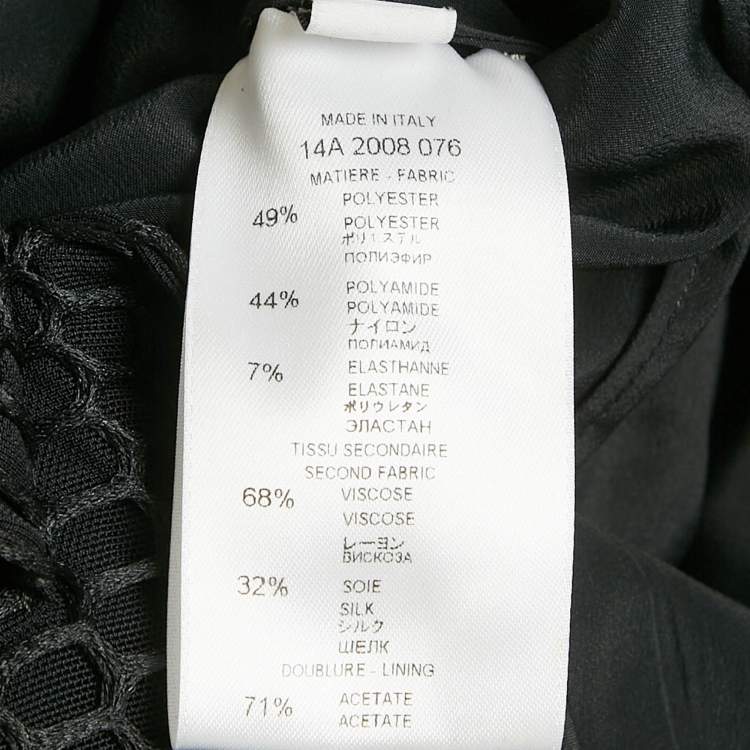 MADE IN ITALY
14A 2008 076
MATIERE - FABRIC
49% POLYESTER
POLYESTER
ポリエステル
ПОЛИЭФИР
44% POLYAMIDE
POLYAMIDE
ナイロン
ПОЛИАМИД
7% ELASTHANNE
ELASTANE
ポリウレタン
ЭЛАСТАН
TISSU SECONDAIRE
SECOND FABRIC
68% VISCOSE
VISCOSE
レーヨン
ВИСКОЗА
32% SOIE
SILK
シルク
ШЕЛК
DOUBLURE - LINING
71% ACETATE
ACETATE